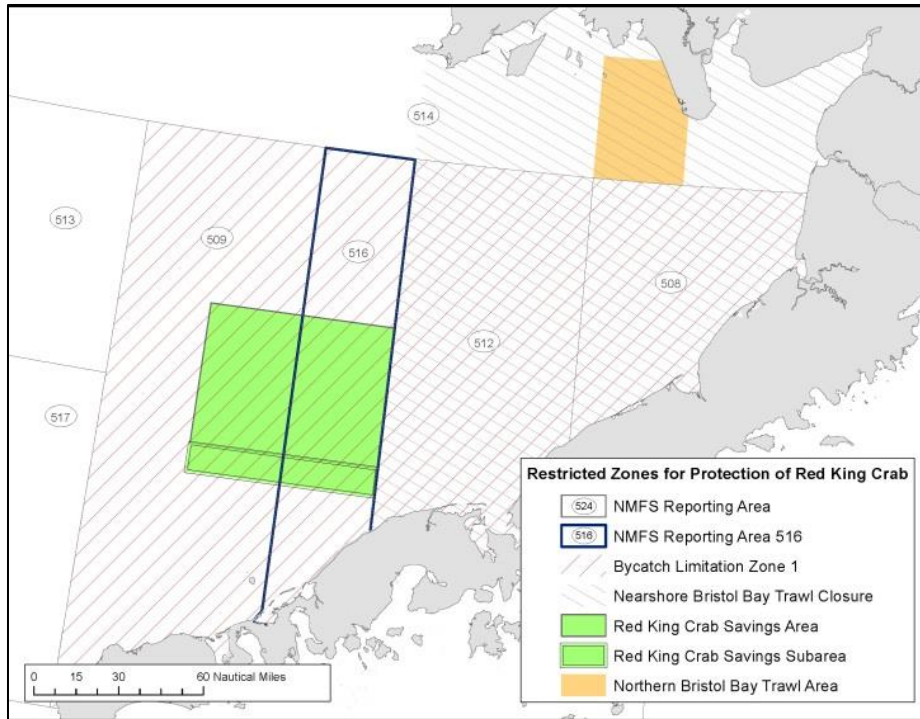 514
513
509
516
508
512
517
Restricted Zones for Protection of Red King Crab
524 NMFS Reporting Area
516 NMFS Reporting Area 516
Bycatch Limitation Zone 1
Nearshore Bristol Bay Trawl Closure
Red King Crab Savings Area
Red King Crab Savings Subarea
Northern Bristol Bay Trawl Area
0 15 30 60 Nautical Miles